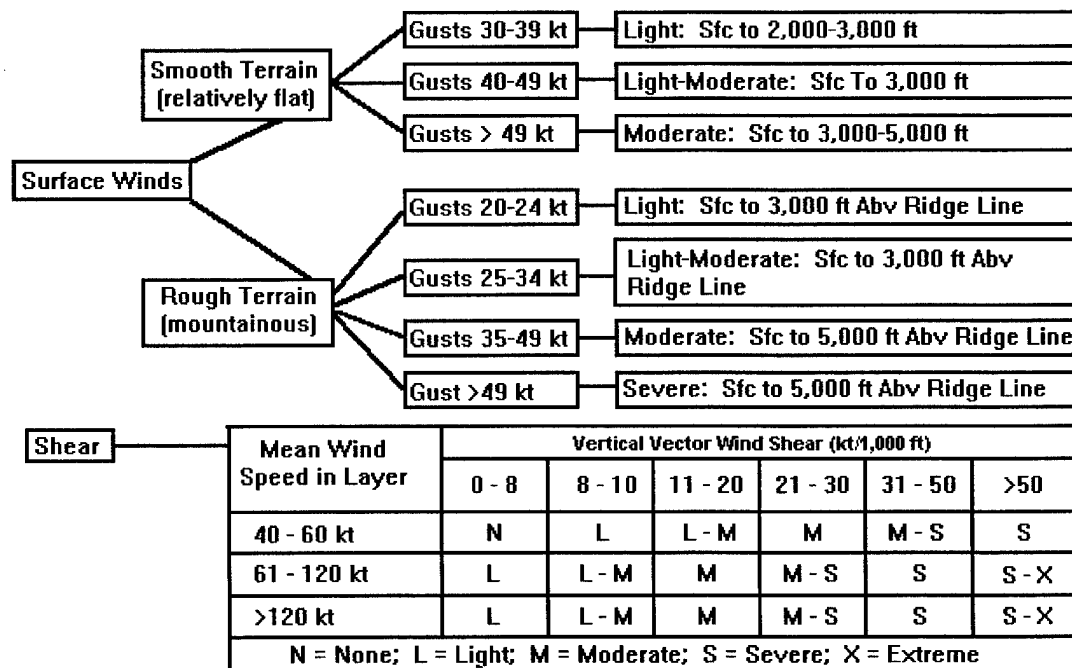 Surface Winds
Smooth Terrain
(relatively flat)
Gusts 30-39 kt
Light: Sfc to 2,000-3,000 ft
Gusts 40-49 kt
Light-Moderate: Sfc To 3,000 ft
Gusts > 49 kt
Moderate: Sfc to 3,000-5,000 ft
Rough Terrain
(mountainous)
Gusts 20-24 kt
Light: Sfc to 3,000 ft Abv Ridge Line
Gusts 25-34 kt
Light-Moderate: Sfc to 3,000 ft Abv
Ridge Line
Gusts 35-49 kt
Moderate: Sfc to 5,000 ft Abv Ridge Line
Gust >49 kt
Severe: Sfc to 5,000 ft Abv Ridge Line
Shear
Mean Wind
Speed in Layer
Vertical Vector Wind Shear (kt/1,000 ft)
0 - 8 8 - 10 11 - 20 21 - 30 31 - 50 >50
40 - 60 kt N L L - M M M - S S
61 - 120 kt L L - M M M - S S S - X
>120 kt L L - M M M - S S S - X
N = None; L = Light; M = Moderate; S = Severe; X = Extreme